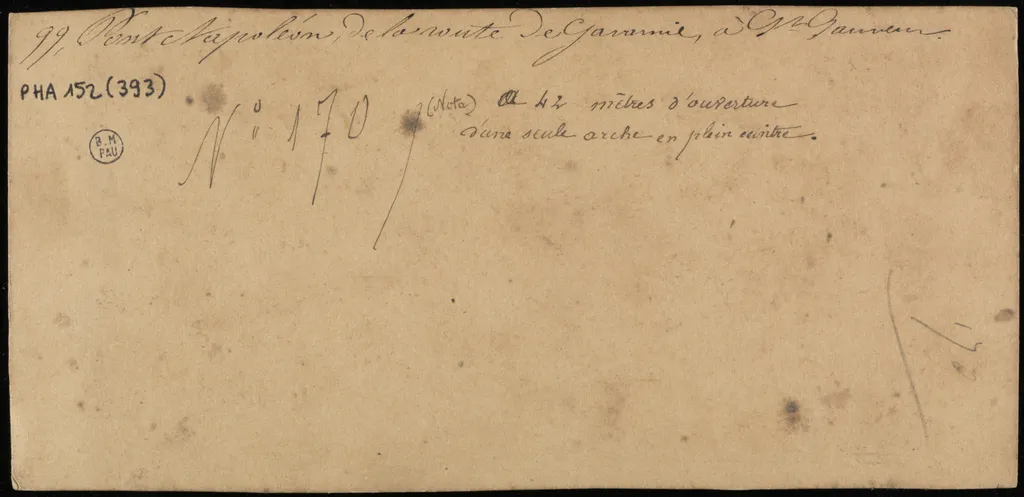 99, Pont Napoléon, de la route de Gavarnie, à St Sauveur.
PHA 152 (393)
N° 170
(Nota) a 42 mètres d'ouverture
d'une seule arche en plein cintre.
B.M
PAU